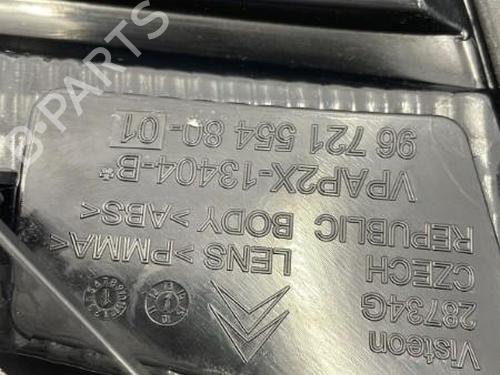 Visteon
28734G
CZECH
REPUBLIC
LENS >PMMA<
BODY >ABS<
VPAP2X-13404-B*
96 721 554 80-01
B-PARTS